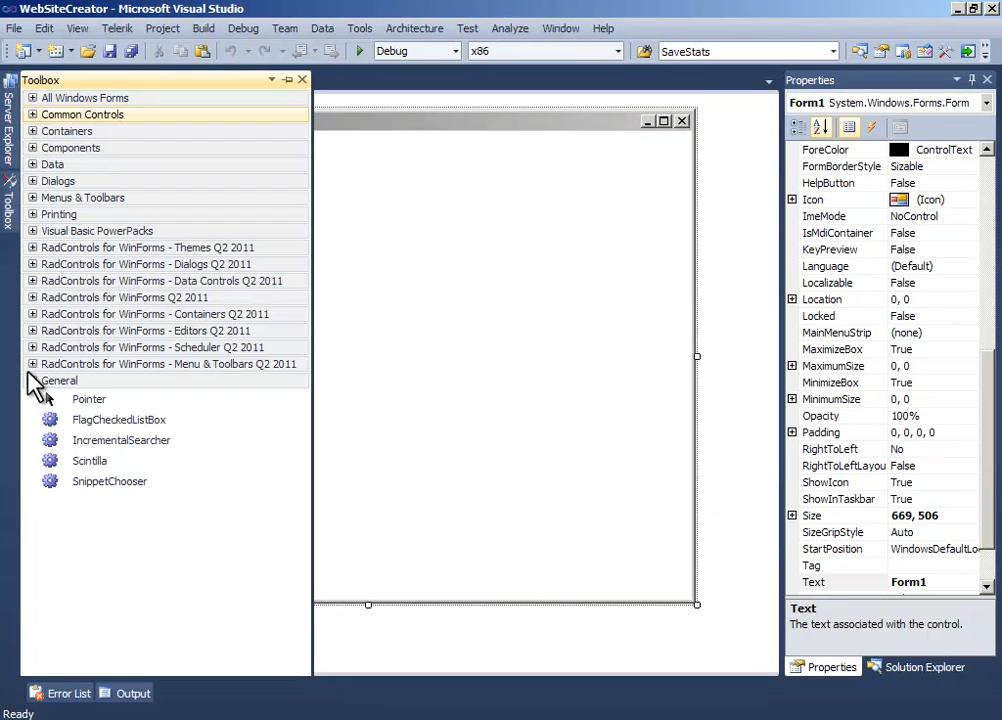 WebSiteCreator - Microsoft Visual Studio
File Edit View Telerik Project Build Debug Team Data Tools Architecture Test Analyze Window Help
Debug x86 SaveStats
Server Explorer
Toolbox
Toolbox
All Windows Forms
Common Controls
Containers
Components
Data
Dialogs
Menus & Toolbars
Printing
Visual Basic PowerPacks
RadControls for WinForms - Themes Q2 2011
RadControls for WinForms - Dialogs Q2 2011
RadControls for WinForms - Data Controls Q2 2011
RadControls for WinForms Q2 2011
RadControls for WinForms - Containers Q2 2011
RadControls for WinForms - Editors Q2 2011
RadControls for WinForms - Scheduler Q2 2011
RadControls for WinForms - Menu & Toolbars Q2 2011
General
Pointer
FlagCheckedListBox
IncrementalSearcher
Scintilla
SnippetChooser
Properties
Form1 System.Windows.Forms.Form
ForeColor ControlText
FormBorderStyle Sizable
HelpButton False
Icon (Icon)
ImeMode NoControl
IsMdiContainer False
KeyPreview False
Language (Default)
Localizable False
Location 0, 0
Locked False
MainMenuStrip (none)
MaximizeBox True
MaximumSize 0, 0
MinimizeBox True
MinimumSize 0, 0
Opacity 100%
Padding 0, 0, 0, 0
RightToLeft No
RightToLeftLayou False
ShowIcon True
ShowInTaskbar True
Size 669, 506
SizeGripStyle Auto
StartPosition WindowsDefaultLo
Tag
Text Form1
Text
The text associated with the control.
Properties Solution Explorer
Error List Output
Ready